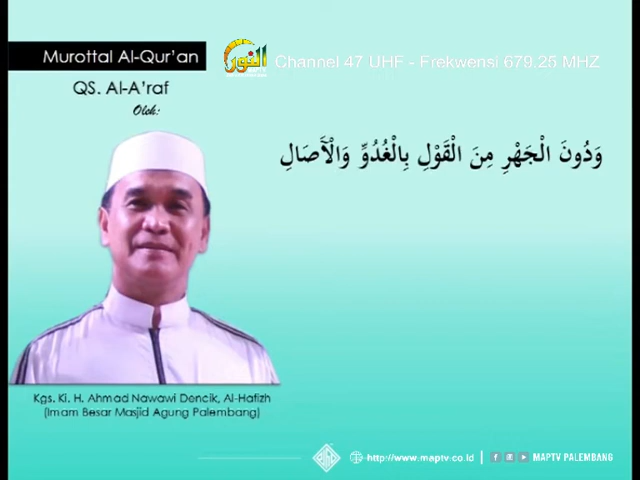 Murottal Al-Qur'an
النور
Channel 47 UHF - Frekwensi 679.25 MHZ
QS. Al-A'raf
Oleh:
وَدُونَ الْجَهْرِ مِنَ الْقَوْلِ بِالْغُدُوِّ وَالْآَصَالِ
Kgs. Ki. H. Ahmad Nawawi Dencik, Al-Hafizh
(Imam Besar Masjid Agung Palembang)
http://www.maptv.co.id
MAPTV PALEMBANG